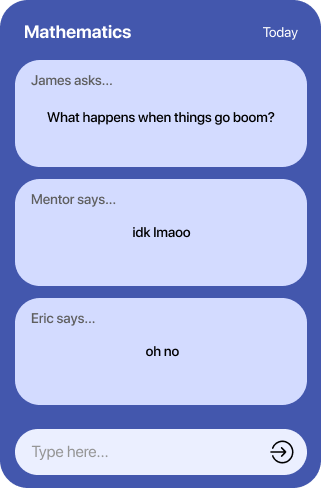 Mathematics
Today
James asks...
What happens when things go boom?
Mentor says...
idk lmaoo
Eric says...
oh no
Type here...